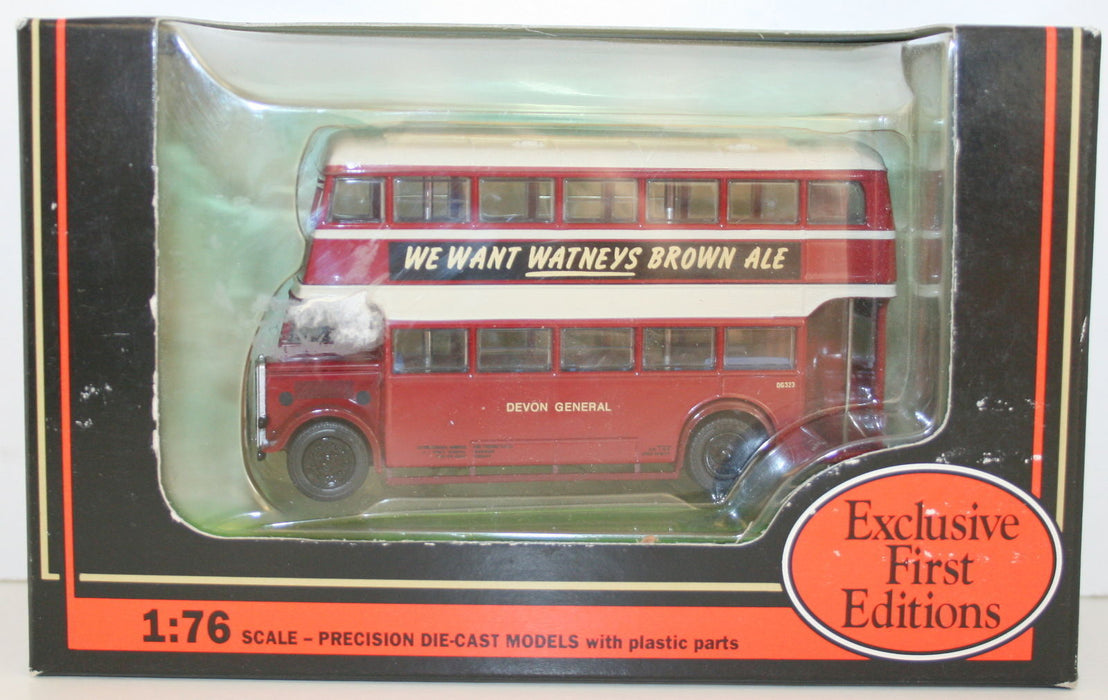 WE WANT WATNEYS BROWN ALE
DG323
DEVON GENERAL
Exclusive
First
Editions
1:76 SCALE – PRECISION DIE-CAST MODELS with plastic parts